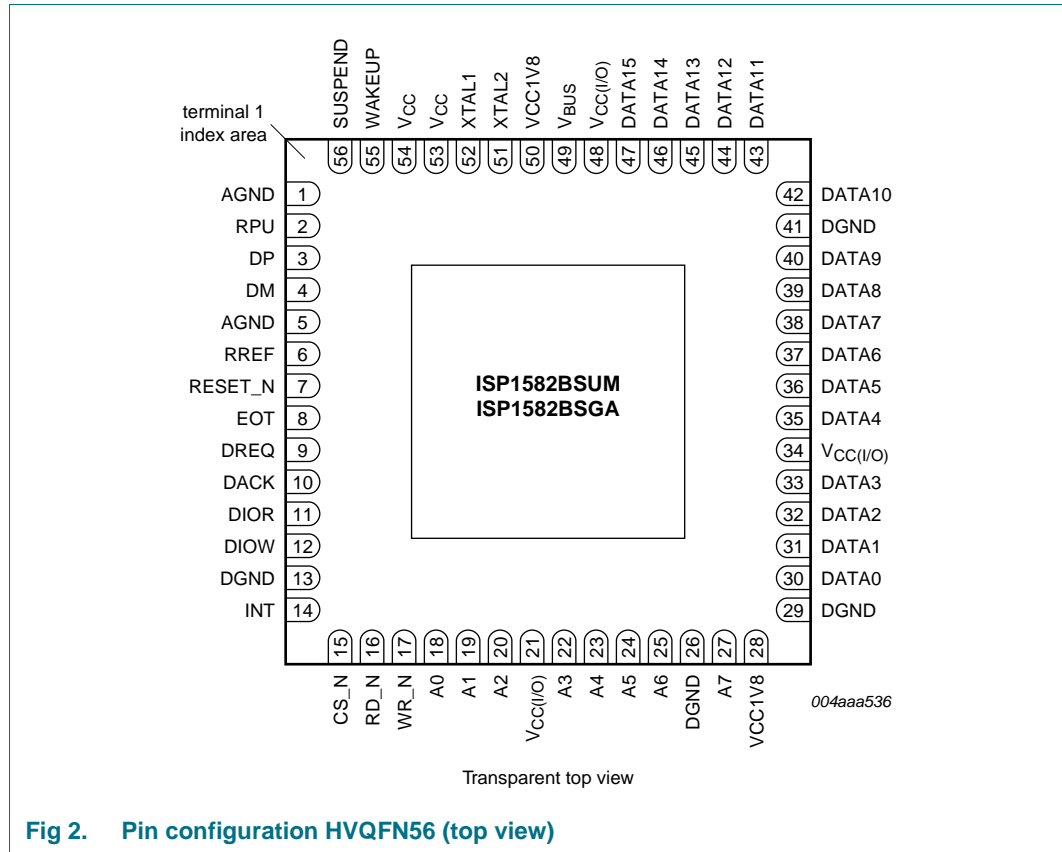 SUSPEND
WAKEUP
VCC
VCC
XTAL1
XTAL2
VCC1V8
VBUS
VCC(I/O)
DATA15
DATA14
DATA13
DATA12
DATA11
terminal 1
index area
56
55
54
53
52
51
50
49
48
47
46
45
44
43
AGND 1
RPU 2
DP 3
DM 4
AGND 5
RREF 6
RESET_N 7
EOT 8
DREQ 9
DACK 10
DIOR 11
DIOW 12
DGND 13
INT 14
ISP1582BSUM
ISP1582BSGA
42 DATA10
41 DGND
40 DATA9
39 DATA8
38 DATA7
37 DATA6
36 DATA5
35 DATA4
34 VCC(I/O)
33 DATA3
32 DATA2
31 DATA1
30 DATA0
29 DGND
15
16
17
18
19
20
21
22
23
24
25
26
27
28
CS_N
RD_N
WR_N
A0
A1
A2
VCC(I/O)
A3
A4
A5
A6
DGND
A7
VCC1V8
004aaa536
Transparent top view
Fig 2. Pin configuration HVQFN56 (top view)